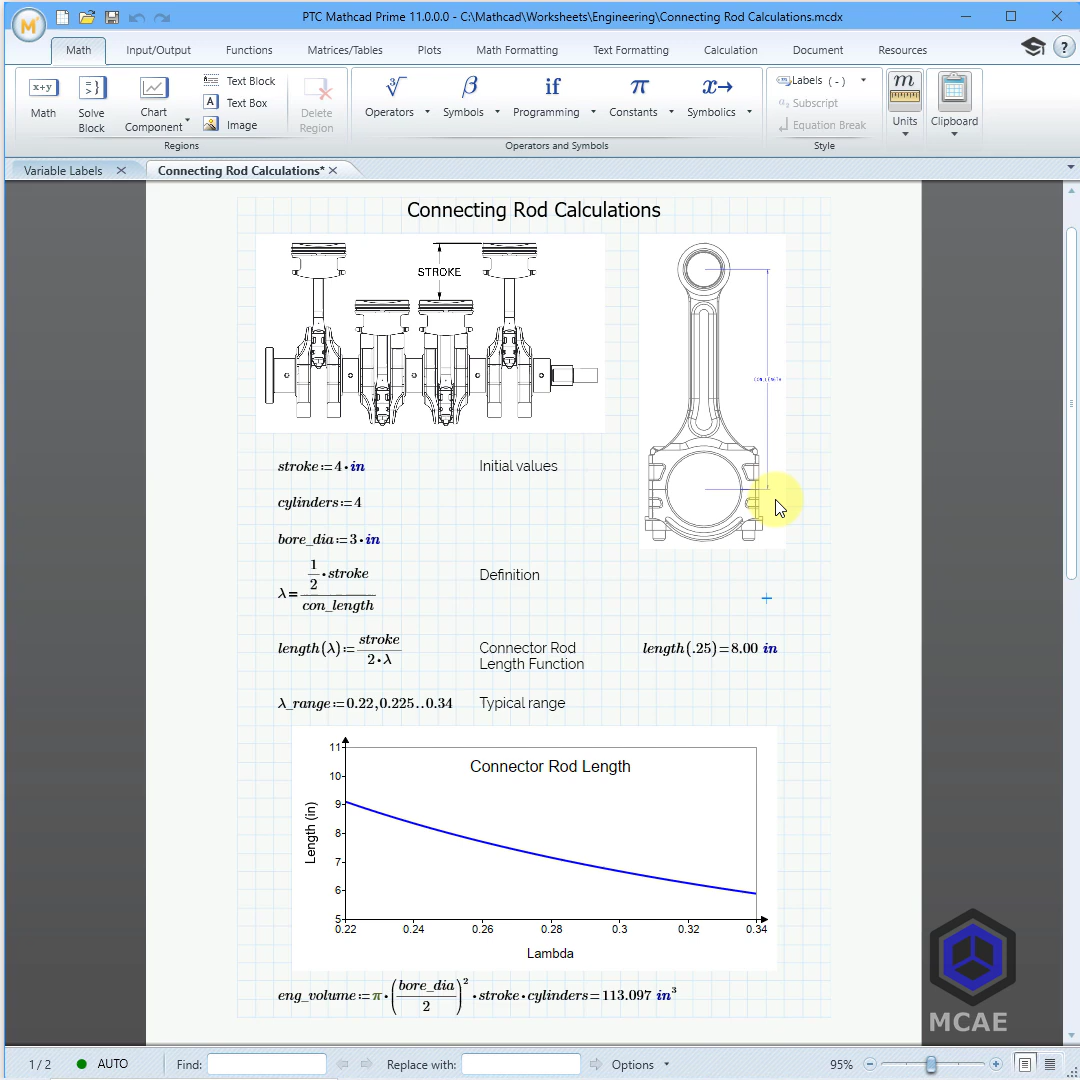 PTC Mathcad Prime 11.0.0.0 - C:\Mathcad\Worksheets\Engineering\Connecting Rod Calculations.mcdx
M
Math Input/Output Functions Matrices/Tables Plots Math Formatting Text Formatting Calculation Document Resources
?
x+y
Math
Solve Block
Chart Component
Text Block
A Text Box
Image
Delete Region
Regions
∛ Operators
β Symbols
if Programming
π Constants
x→ Symbolics
Operators and Symbols
Labels ( - )
Subscript
Equation Break
Style
m Units
Clipboard
Variable Labels
Connecting Rod Calculations*
Connecting Rod Calculations
STROKE
CON_LENGTH
stroke:=4·in Initial values
cylinders:=4
bore_dia:=3·in
λ=(1/2·stroke)/con_length Definition
length(λ):=stroke/(2·λ) Connector Rod Length Function length(.25)=8.00 in
λ_range:=0.22,0.225..0.34 Typical range
Connector Rod Length
Length (in)
11
10
9
8
7
6
5
0.22 0.24 0.26 0.28 0.3 0.32 0.34
Lambda
eng_volume:=π·(bore_dia/2)²·stroke·cylinders=113.097 in³
MCAE
1 / 2 AUTO Find: Replace with: Options 95%